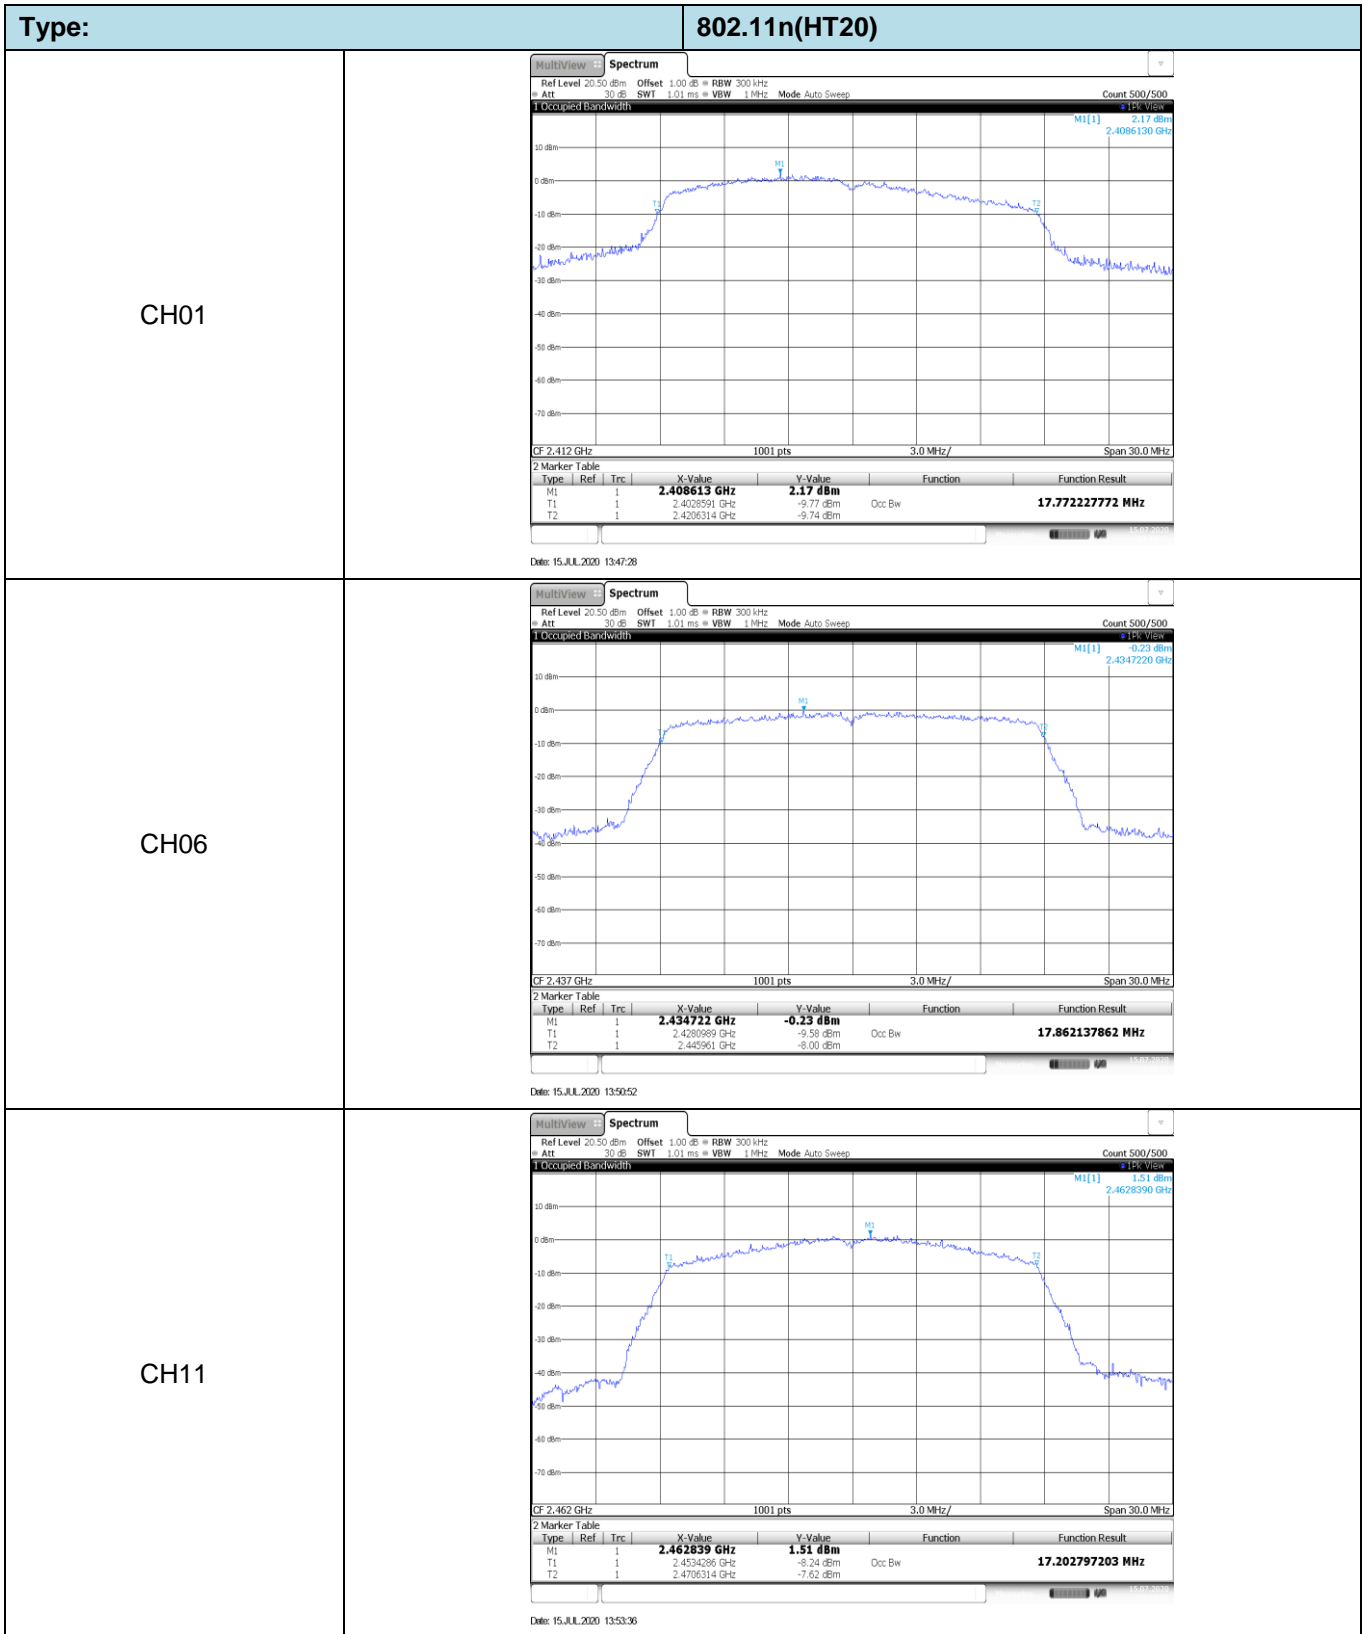 Type: 802.11n(HT20)
CH01
MultiView Spectrum
Ref Level 20.50 dBm Offset 1.00 dB RBW 300 kHz
Att 30 dB SWT 1.01 ms VBW 1 MHz Mode Auto Sweep Count 500/500
1 Occupied Bandwidth 1Pk View
M1[1] 2.17 dBm
2.4086130 GHz
10 dBm
M1
0 dBm
T1 T2
-10 dBm
-20 dBm
-30 dBm
-40 dBm
-50 dBm
-60 dBm
-70 dBm
CF 2.412 GHz 1001 pts 3.0 MHz/ Span 30.0 MHz
2 Marker Table
Type Ref Trc X-Value Y-Value Function Function Result
M1 1 2.408613 GHz 2.17 dBm
T1 1 2.4028591 GHz -9.77 dBm Occ Bw 17.772227772 MHz
T2 1 2.4206314 GHz -9.74 dBm
15.07.2020
Date: 15.JUL.2020 13:47:28
CH06
MultiView Spectrum
Ref Level 20.50 dBm Offset 1.00 dB RBW 300 kHz
Att 30 dB SWT 1.01 ms VBW 1 MHz Mode Auto Sweep Count 500/500
1 Occupied Bandwidth 1Pk View
M1[1] -0.23 dBm
2.4347220 GHz
10 dBm
M1
0 dBm
T1 T2
-10 dBm
-20 dBm
-30 dBm
-40 dBm
-50 dBm
-60 dBm
-70 dBm
CF 2.437 GHz 1001 pts 3.0 MHz/ Span 30.0 MHz
2 Marker Table
Type Ref Trc X-Value Y-Value Function Function Result
M1 1 2.434722 GHz -0.23 dBm
T1 1 2.4280989 GHz -9.58 dBm Occ Bw 17.862137862 MHz
T2 1 2.445961 GHz -8.00 dBm
15.07.2020
Date: 15.JUL.2020 13:50:52
CH11
MultiView Spectrum
Ref Level 20.50 dBm Offset 1.00 dB RBW 300 kHz
Att 30 dB SWT 1.01 ms VBW 1 MHz Mode Auto Sweep Count 500/500
1 Occupied Bandwidth 1Pk View
M1[1] 1.51 dBm
2.4628390 GHz
10 dBm
M1
0 dBm
T1 T2
-10 dBm
-20 dBm
-30 dBm
-40 dBm
-50 dBm
-60 dBm
-70 dBm
CF 2.462 GHz 1001 pts 3.0 MHz/ Span 30.0 MHz
2 Marker Table
Type Ref Trc X-Value Y-Value Function Function Result
M1 1 2.462839 GHz 1.51 dBm
T1 1 2.4534286 GHz -8.24 dBm Occ Bw 17.202797203 MHz
T2 1 2.4706314 GHz -7.62 dBm
15.07.2020
Date: 15.JUL.2020 13:53:36